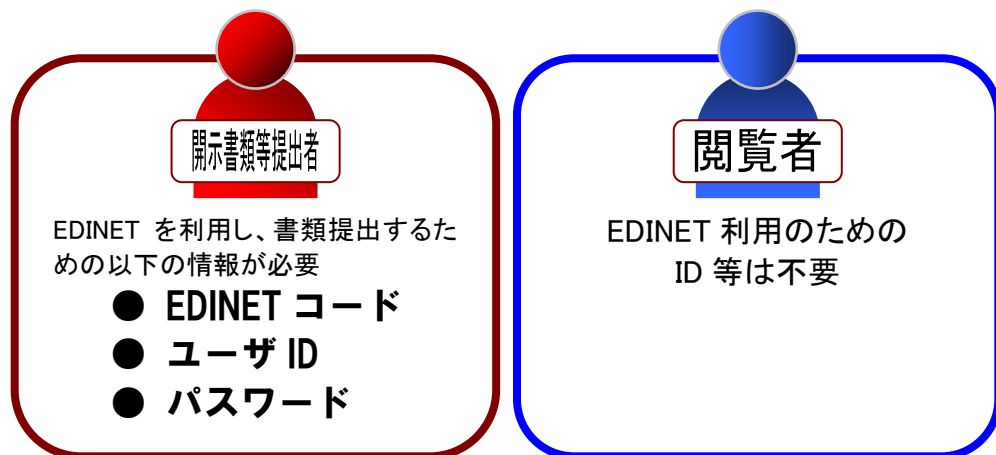 開示書類等提出者
EDINET を利用し、書類提出するた
めの以下の情報が必要
● EDINET コード
● ユーザ ID
● パスワード
閲覧者
EDINET 利用のための
ID 等は不要